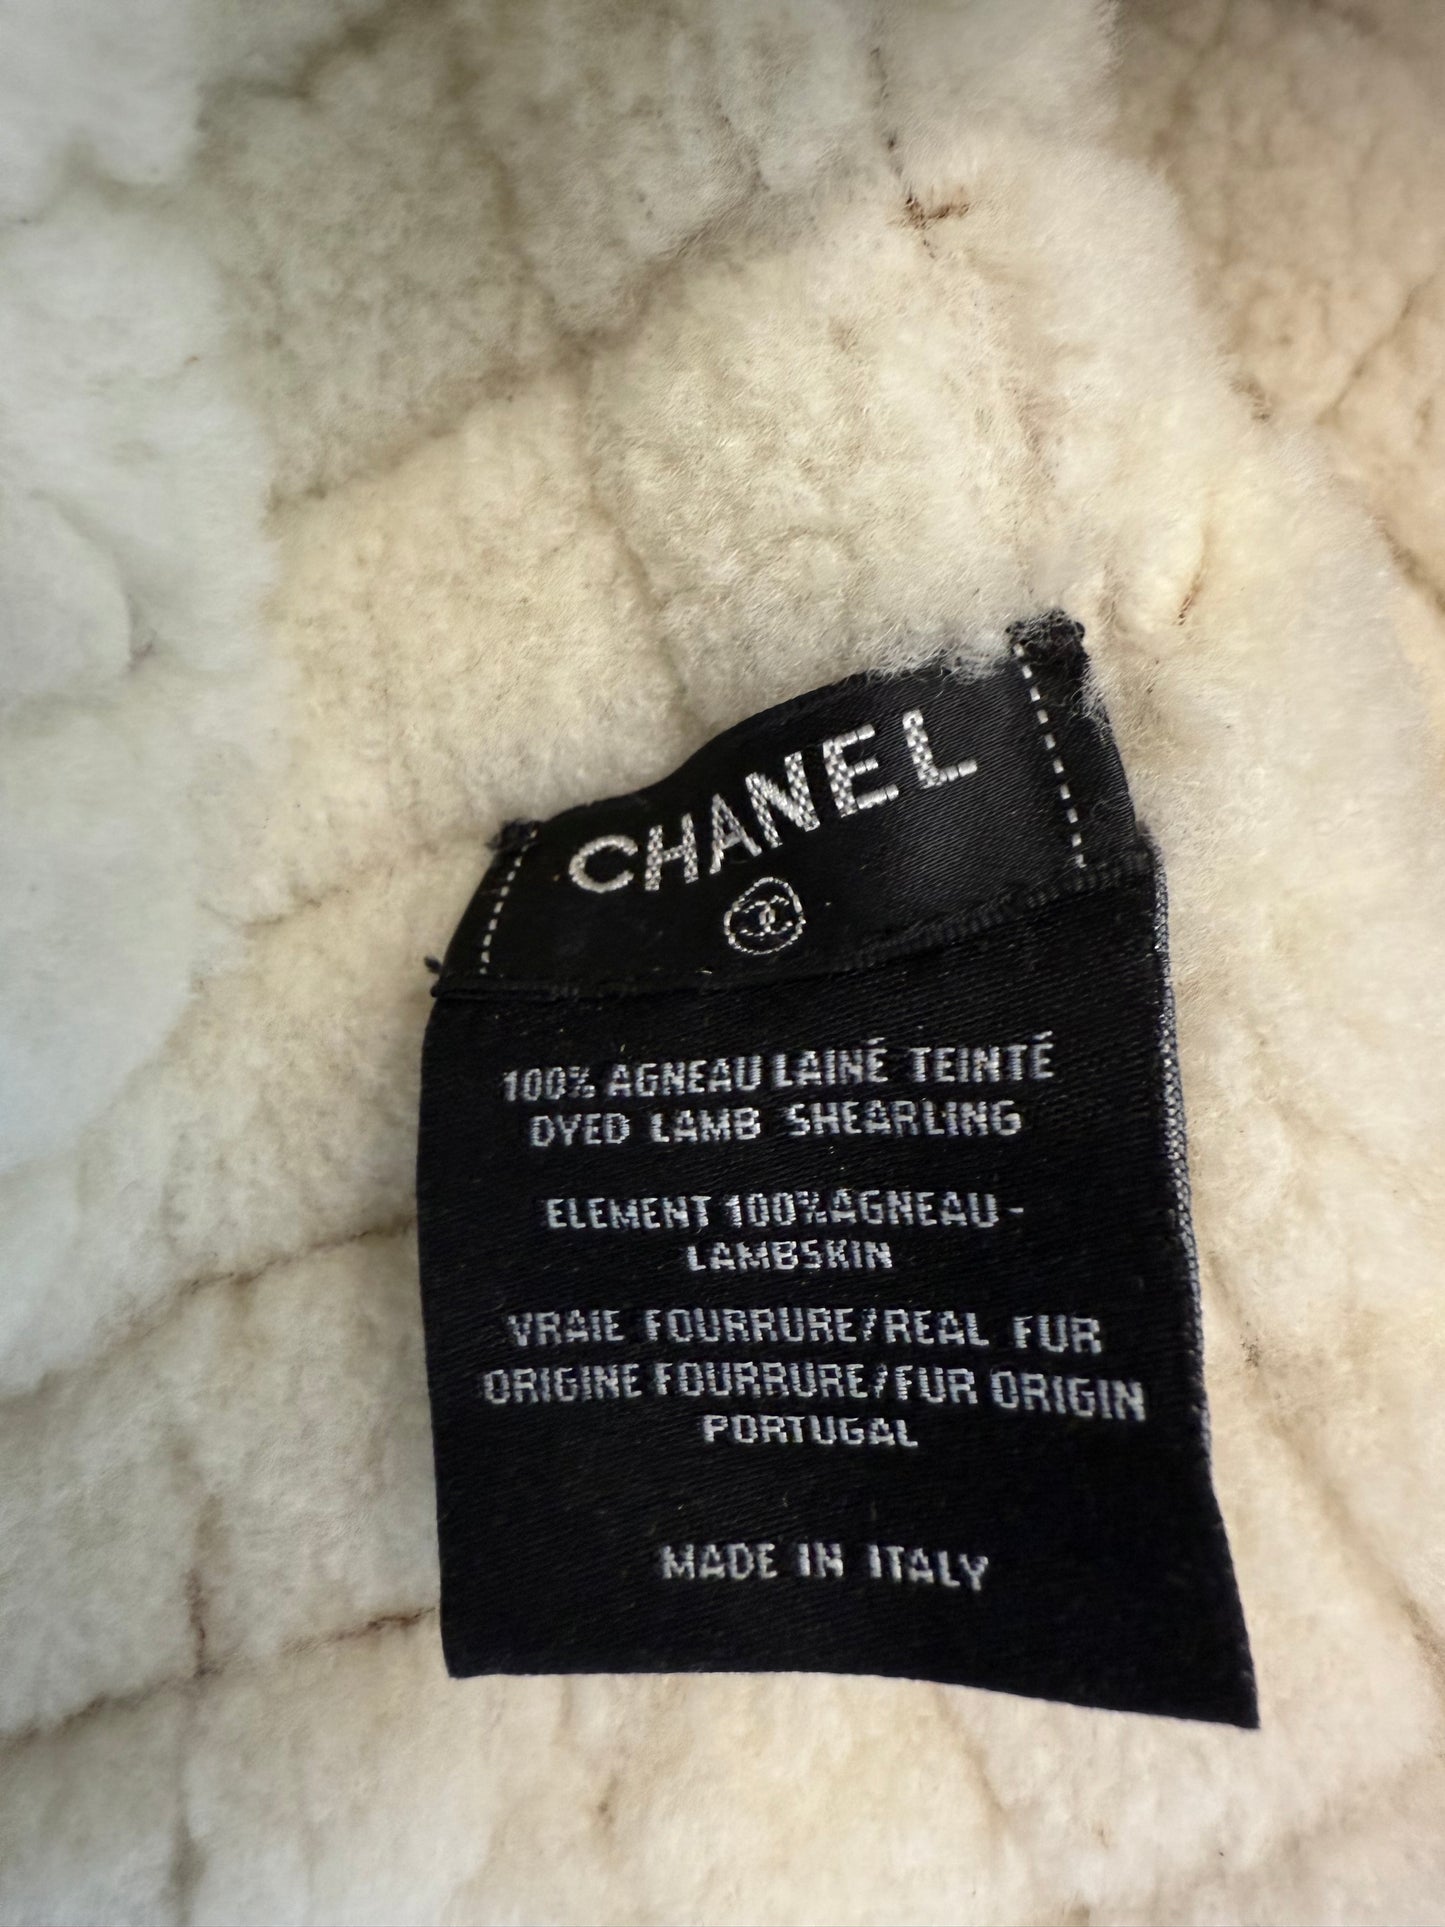 CHANEL
100% AGNEAU LAINÉ TEINTÉ
DYED LAMB SHEARLING
ELEMENT 100% AGNEAU-
LAMBSKIN
VRAIE FOURRURE/REAL FUR
ORIGINE FOURRURE/FUR ORIGIN
PORTUGAL
MADE IN ITALY